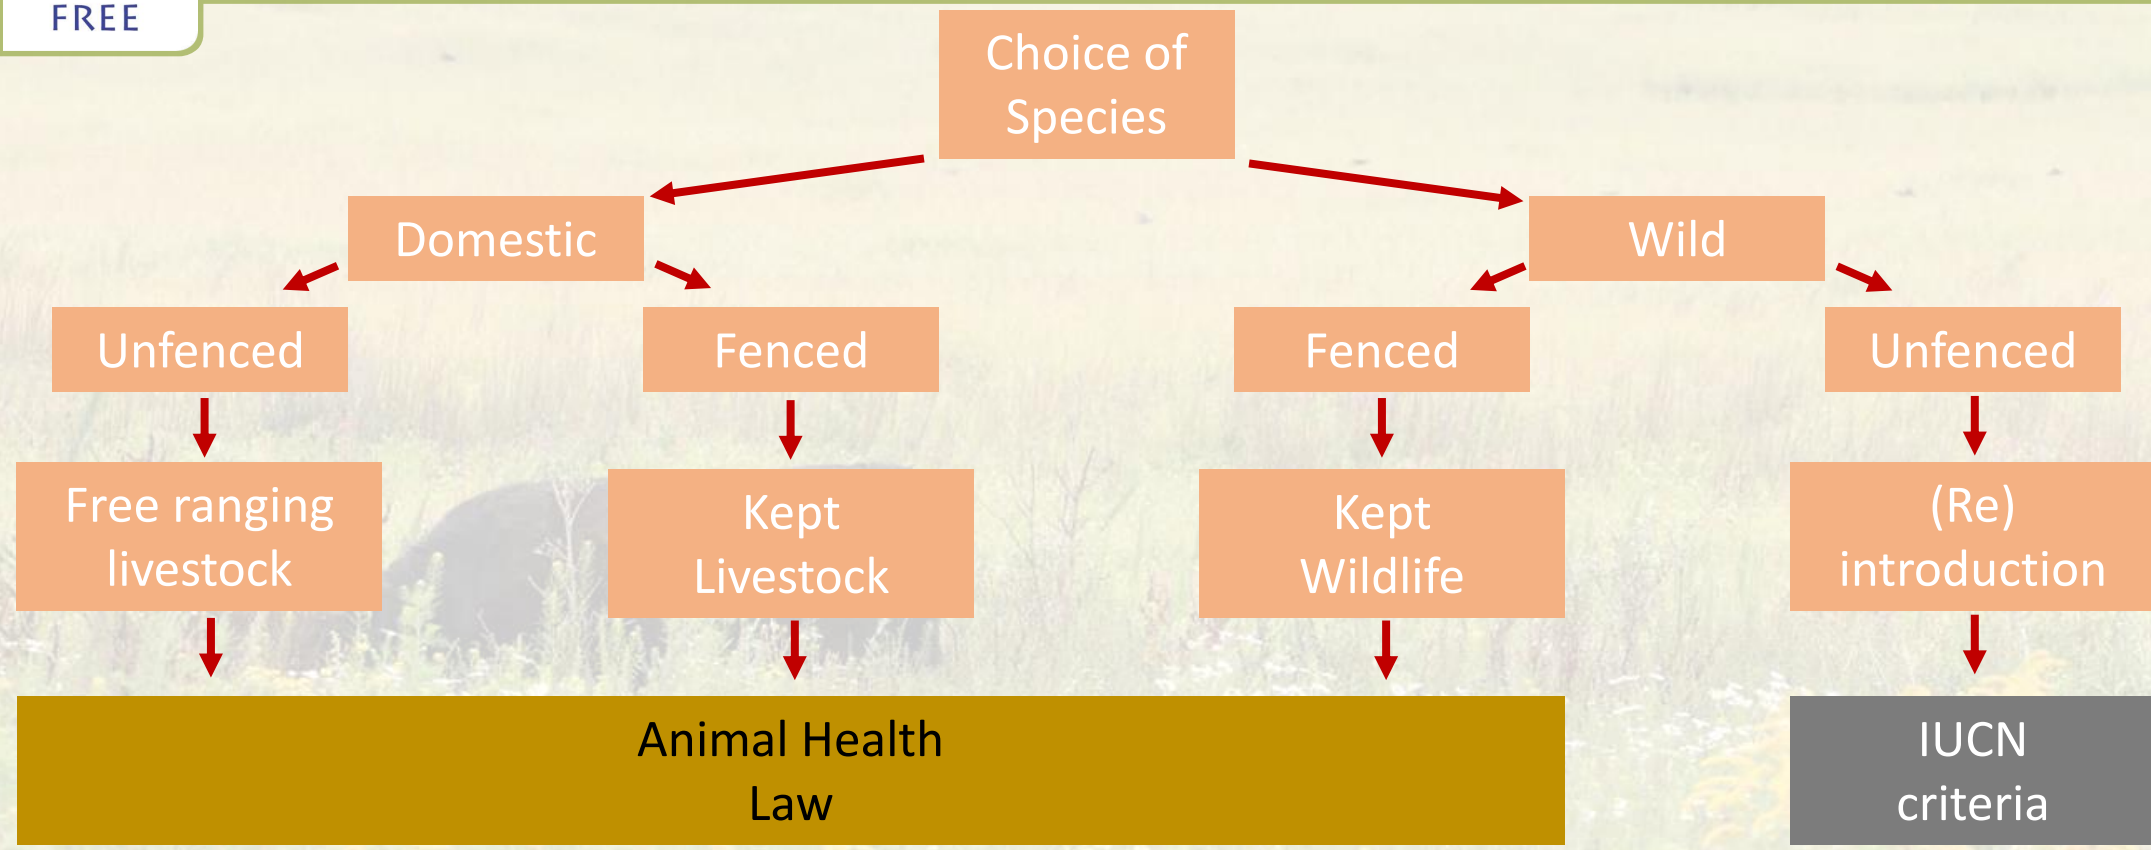 FREE
Choice of
Species
Domestic
Wild
Unfenced
Fenced
Fenced
Unfenced
Free ranging
livestock
Kept
Livestock
Kept
Wildlife
(Re)
introduction
Animal Health
Law
IUCN
criteria